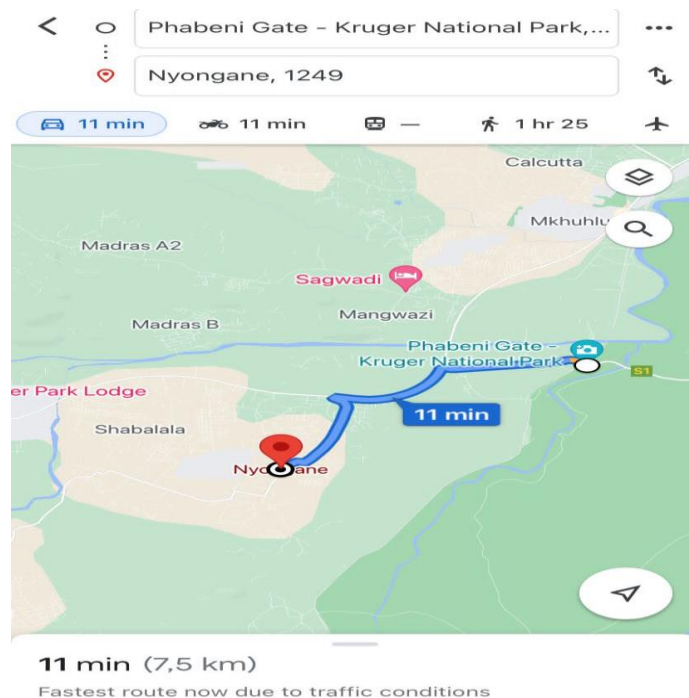 Phabeni Gate - Kruger National Park,...
Nyongane, 1249
11 min
11 min
—
1 hr 25
Calcutta
Mkhuhlu
Madras A2
Sagwadi
Mangwazi
Madras B
Phabeni Gate -
Kruger National Park
S1
er Park Lodge
11 min
Shabalala
11 min (7,5 km)
Fastest route now due to traffic conditions